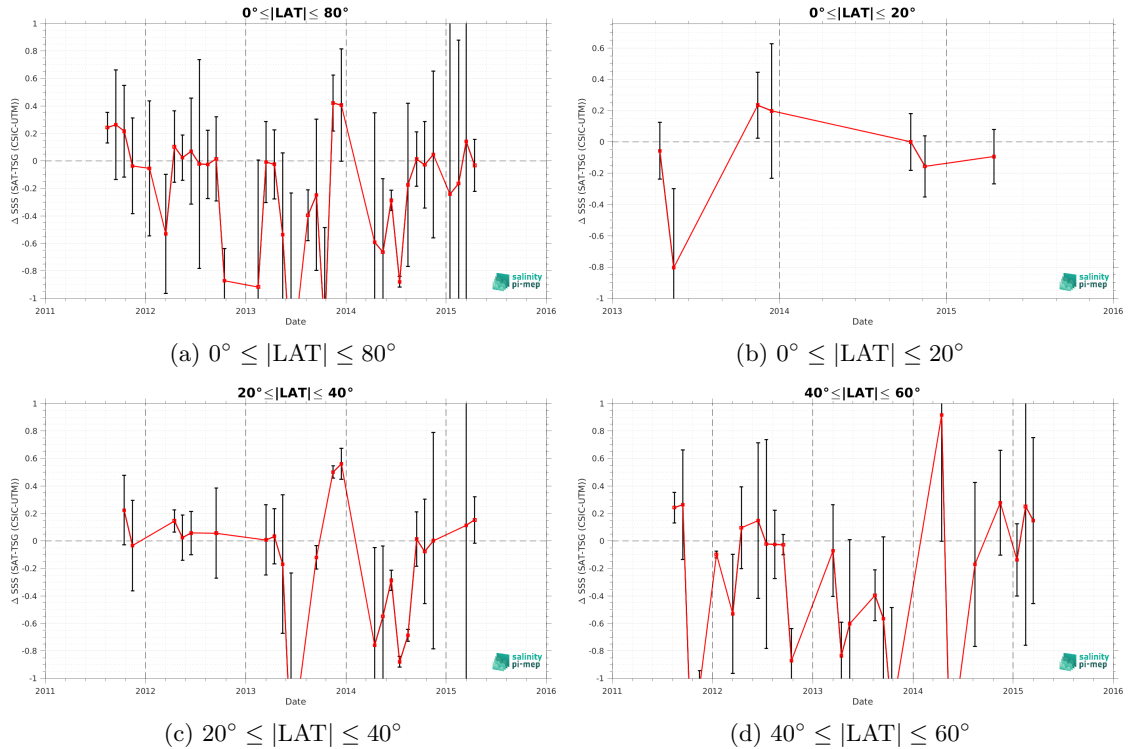 0°≤|LAT|≤ 80°
Δ SSS (SAT-TSG (CSIC-UTM))
1
0.8
0.6
0.4
0.2
0
-0.2
-0.4
-0.6
-0.8
-1
2011
2012
2013
2014
2015
2016
Date
salinity
pi-mep
(a) 0° ≤ |LAT| ≤ 80°
0°≤|LAT|≤ 20°
Δ SSS (SAT-TSG (CSIC-UTM))
0.6
0.4
0.2
0
-0.2
-0.4
-0.6
-0.8
-1
2013
2014
2015
2016
Date
salinity
pi-mep
(b) 0° ≤ |LAT| ≤ 20°
20°≤|LAT|≤ 40°
Δ SSS (SAT-TSG (CSIC-UTM))
1
0.8
0.6
0.4
0.2
0
-0.2
-0.4
-0.6
-0.8
-1
2011
2012
2013
2014
2015
2016
Date
salinity
pi-mep
(c) 20° ≤ |LAT| ≤ 40°
40°≤|LAT|≤ 60°
Δ SSS (SAT-TSG (CSIC-UTM))
1
0.8
0.6
0.4
0.2
0
-0.2
-0.4
-0.6
-0.8
-1
2011
2012
2013
2014
2015
2016
Date
salinity
pi-mep
(d) 40° ≤ |LAT| ≤ 60°